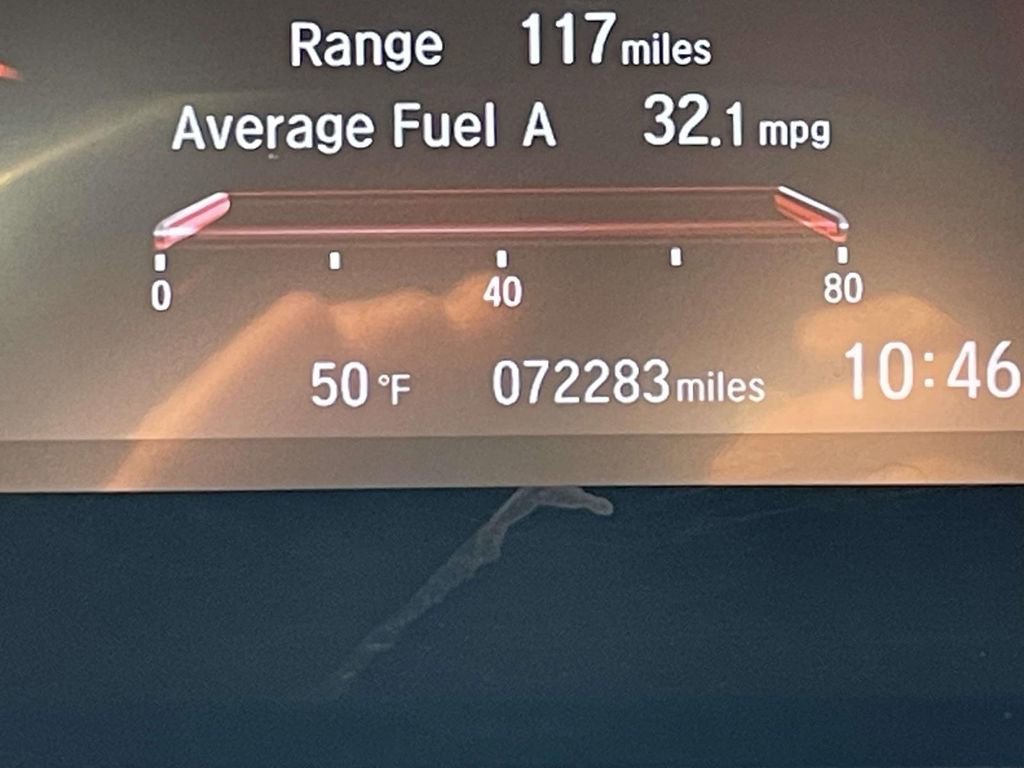 Range 117 miles
Average Fuel A 32.1 mpg
0 40 80
50 °F 072283 miles 10:46